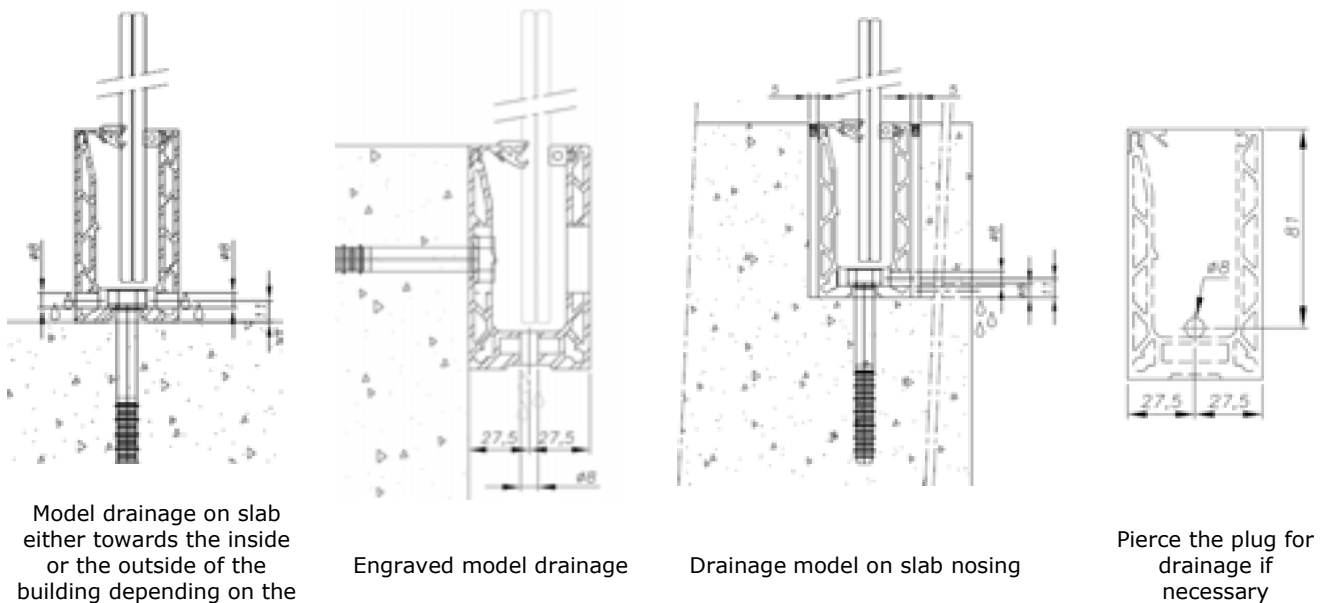 5
5
ø8
ø8
11
ø8
81
ø8
27,5
27,5
ø8
27,5
27,5
Model drainage on slab
either towards the inside
or the outside of the
building depending on the
Engraved model drainage
Drainage model on slab nosing
Pierce the plug for
drainage if
necessary